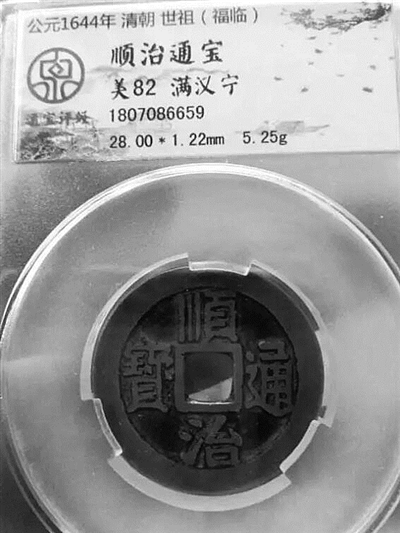 公元1644年 清朝 世祖（福临）
顺治通宝
美82 满汉宁
1807086659
28.00*1.22mm 5.25g
通宝评级
順治通寳